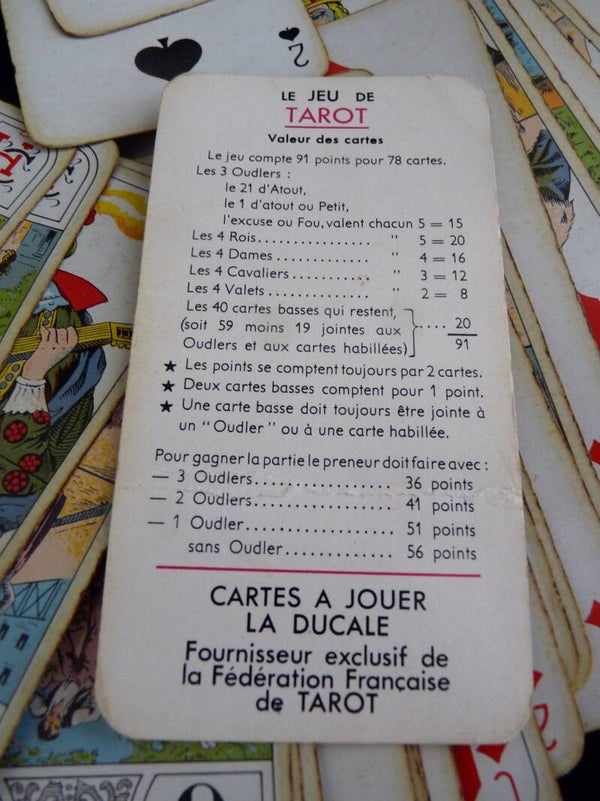 2
LE JEU DE
TAROT
Valeur des cartes
Le jeu compte 91 points pour 78 cartes.
Les 3 Oudlers :
le 21 d'Atout,
le 1 d'atout ou Petit,
l'excuse ou Fou, valent chacun 5 = 15
Les 4 Rois................ " 5 = 20
Les 4 Dames............. " 4 = 16
Les 4 Cavaliers........... " 3 = 12
Les 4 Valets.............. " 2 = 8
Les 40 cartes basses qui restent,
(soit 59 moins 19 jointes aux .... 20
Oudlers et aux cartes habillées) 91
★ Les points se comptent toujours par 2 cartes.
★ Deux cartes basses comptent pour 1 point.
★ Une carte basse doit toujours être jointe à
un "Oudler" ou à une carte habillée.
Pour gagner la partie le preneur doit faire avec :
— 3 Oudlers................. 36 points
— 2 Oudlers................. 41 points
— 1 Oudler.................. 51 points
sans Oudler............. 56 points
CARTES A JOUER
LA DUCALE
Fournisseur exclusif de
la Fédération Française
de TAROT